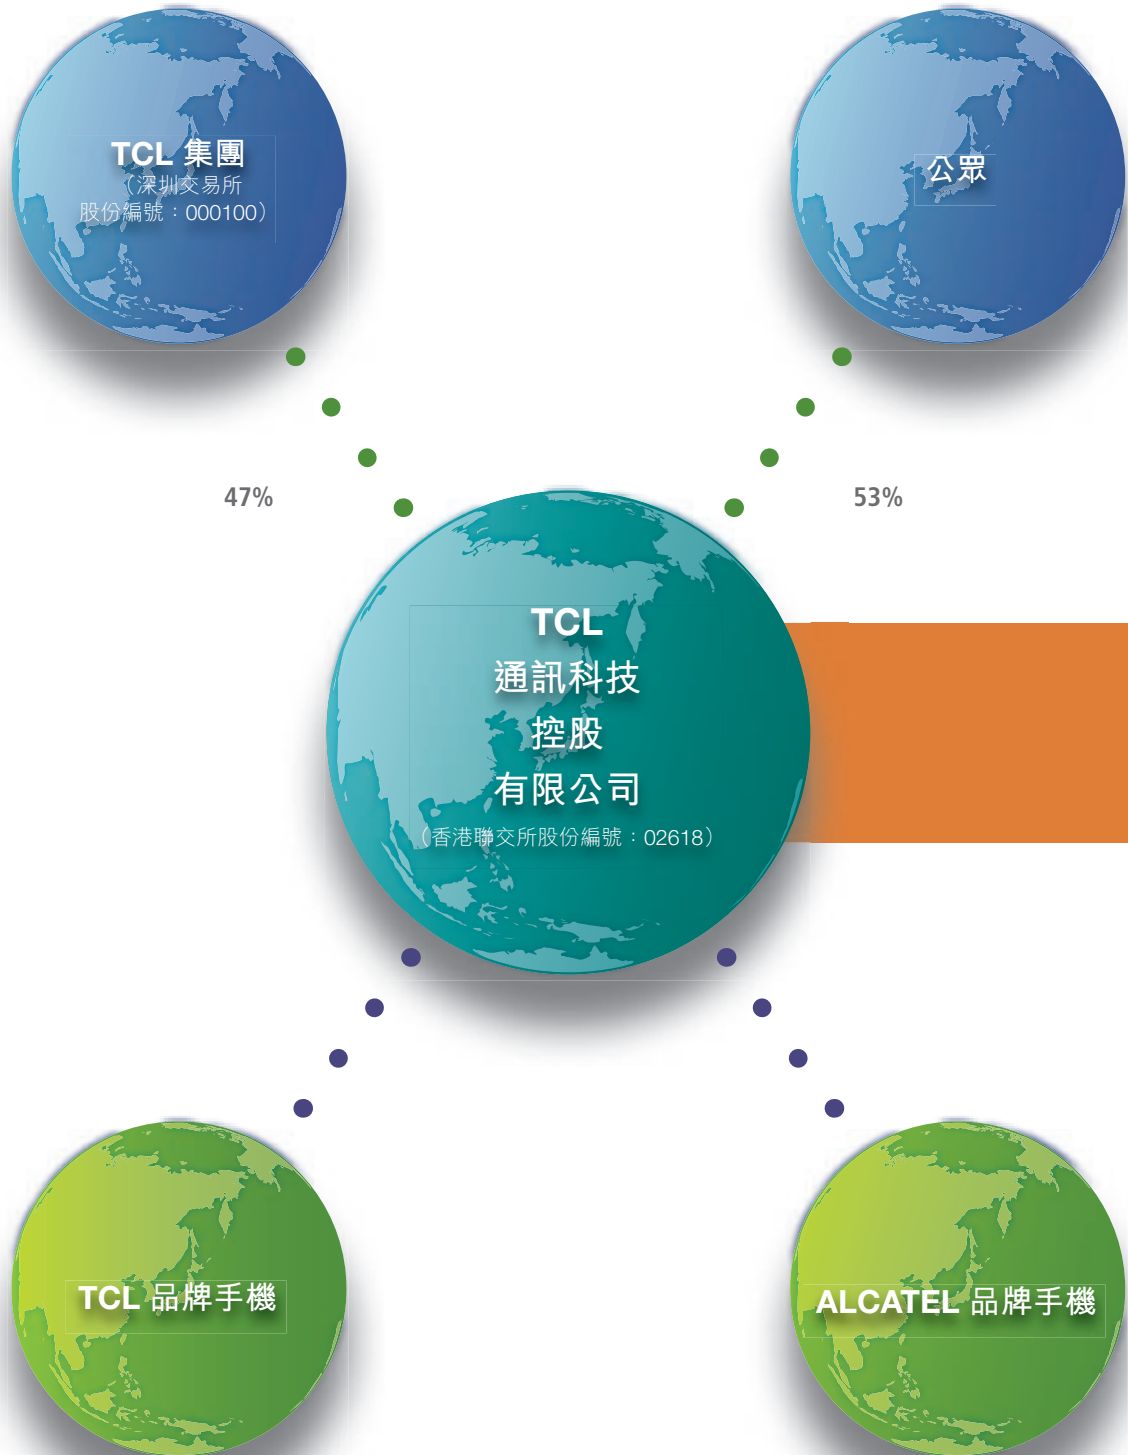 TCL 集團
（深圳交易所
股份編號：000100）
公眾
47%
53%
TCL
通訊科技
控股
有限公司
（香港聯交所股份編號：02618）
TCL 品牌手機
ALCATEL 品牌手機